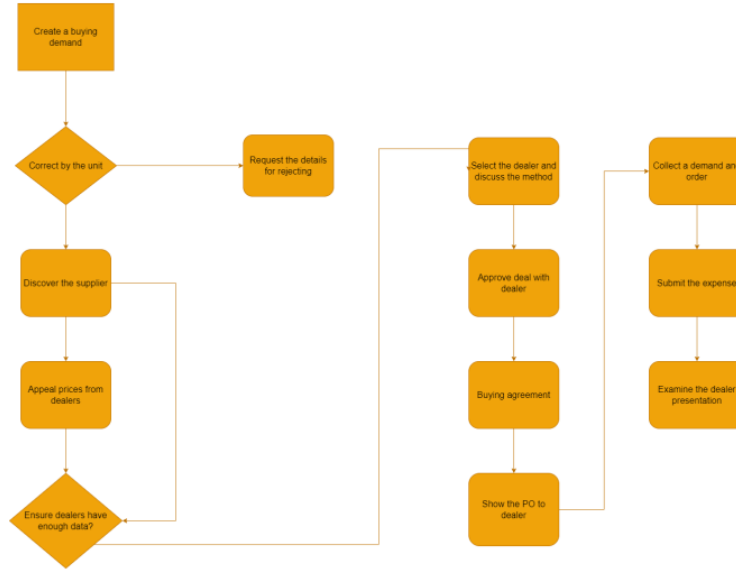 Create a buying
demand
Correct by the unit
Request the details
for rejecting
Discover the supplier
Appeal prices from
dealers
Ensure dealers have
enough data?
Select the dealer and
discuss the method
Approve deal with
dealer
Buying agreement
Show the PO to
dealer
Collect a demand and
order
Submit the expense
Examine the dealer
presentation